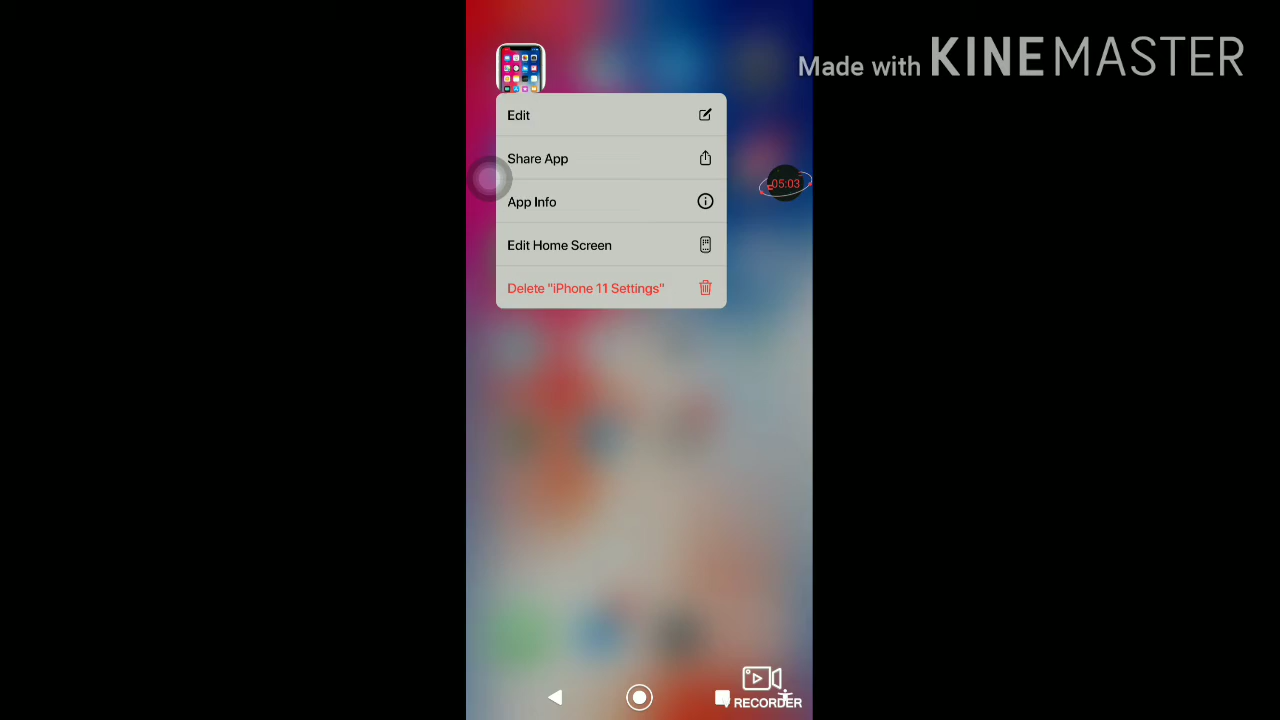 Made with KINEMASTER
Edit
Share App
05:03
App Info
Edit Home Screen
Delete "iPhone 11 Settings"
RECORDER